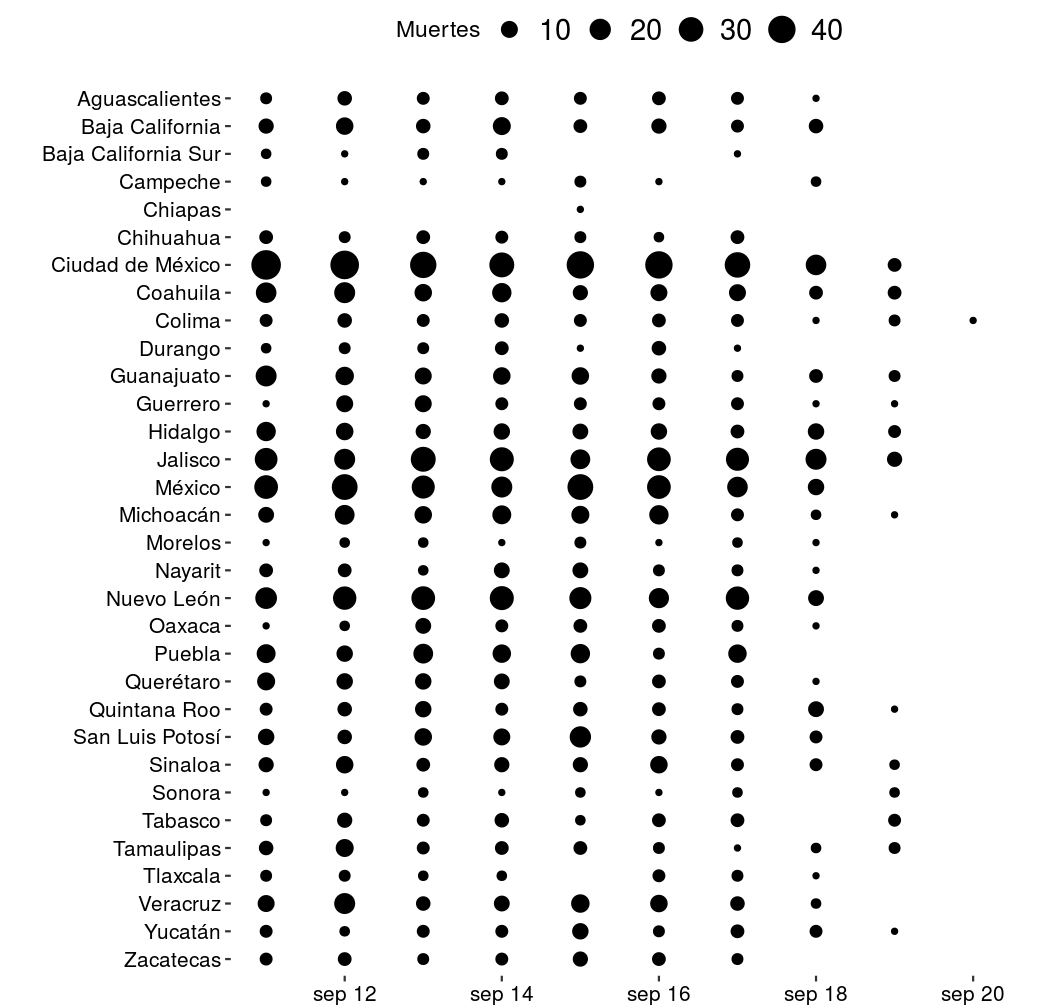 Muertes 10 20 30 40
Aguascalientes
Baja California
Baja California Sur
Campeche
Chiapas
Chihuahua
Ciudad de México
Coahuila
Colima
Durango
Guanajuato
Guerrero
Hidalgo
Jalisco
México
Michoacán
Morelos
Nayarit
Nuevo León
Oaxaca
Puebla
Querétaro
Quintana Roo
San Luis Potosí
Sinaloa
Sonora
Tabasco
Tamaulipas
Tlaxcala
Veracruz
Yucatán
Zacatecas
sep 12 sep 14 sep 16 sep 18 sep 20